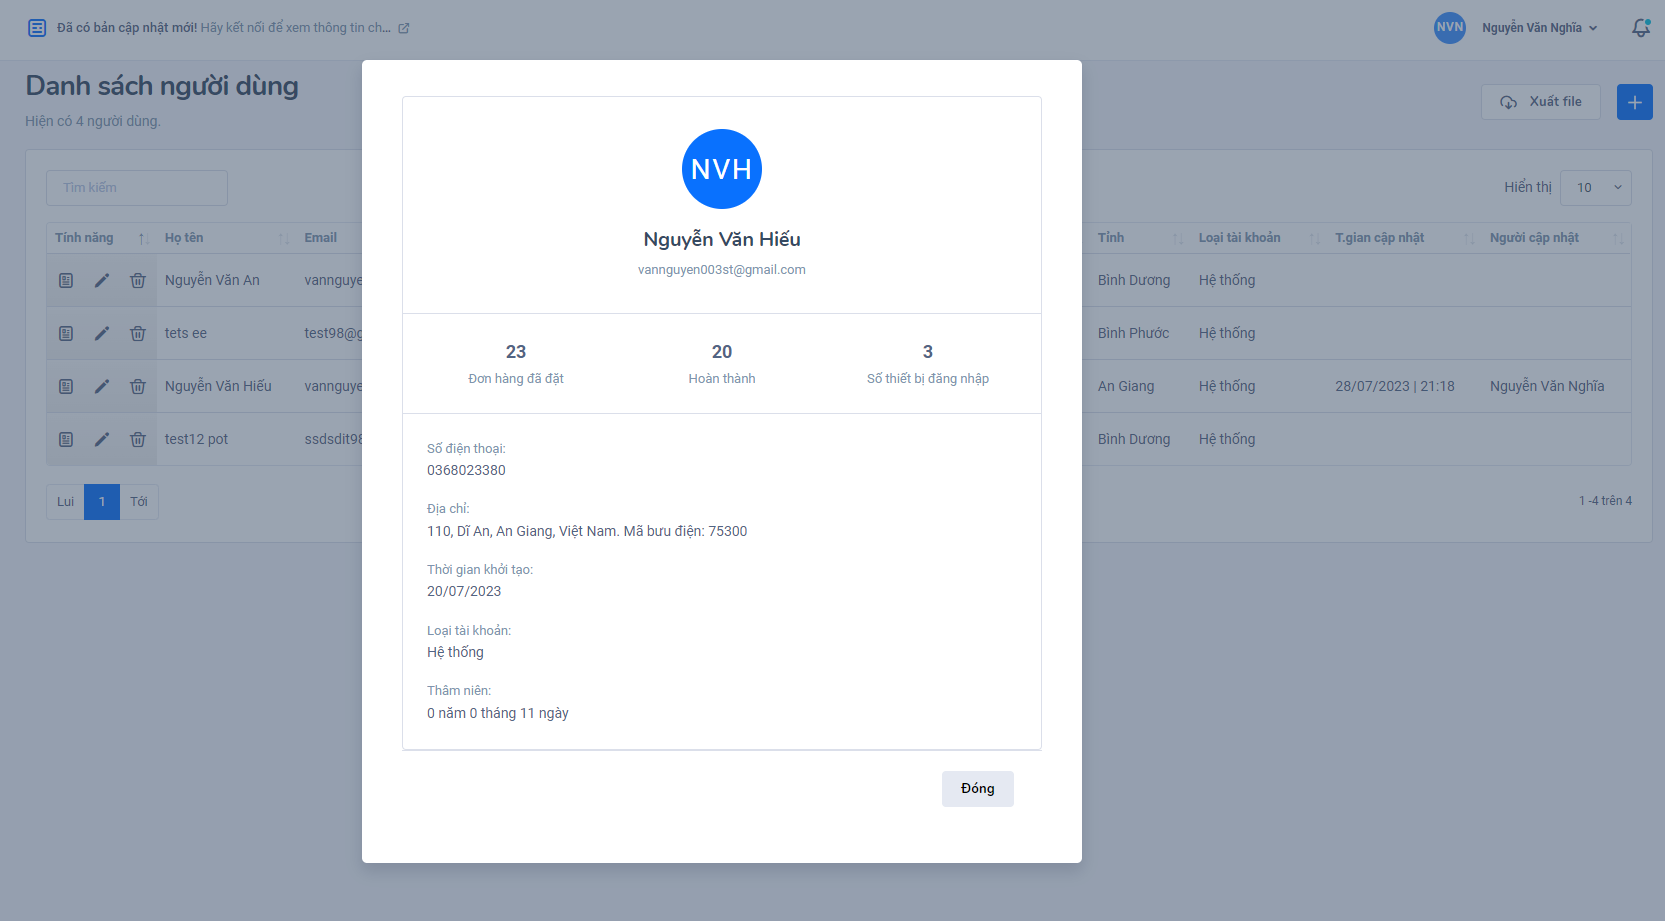 Đã có bản cập nhật mới! Hãy kết nối để xem thông tin ch...
NVN Nguyễn Văn Nghĩa
Danh sách người dùng
Hiện có 4 người dùng.
Xuất file
Tìm kiếm
Hiển thị 10
Tính năng Họ tên Email Tỉnh Loại tài khoản T.gian cập nhật Người cập nhật
Nguyễn Văn An vannguye Bình Dương Hệ thống
tets ee test98@g Bình Phước Hệ thống
Nguyễn Văn Hiếu vannguye An Giang Hệ thống 28/07/2023 | 21:18 Nguyễn Văn Nghĩa
test12 pot ssdsdit98 Bình Dương Hệ thống
Lui 1 Tới
1 -4 trên 4
NVH
Nguyễn Văn Hiếu
vannguyen003st@gmail.com
23 20 3
Đơn hàng đã đặt Hoàn thành Số thiết bị đăng nhập
Số điện thoại:
0368023380
Địa chỉ:
110, Dĩ An, An Giang, Việt Nam. Mã bưu điện: 75300
Thời gian khởi tạo:
20/07/2023
Loại tài khoản:
Hệ thống
Thâm niên:
0 năm 0 tháng 11 ngày
Đóng